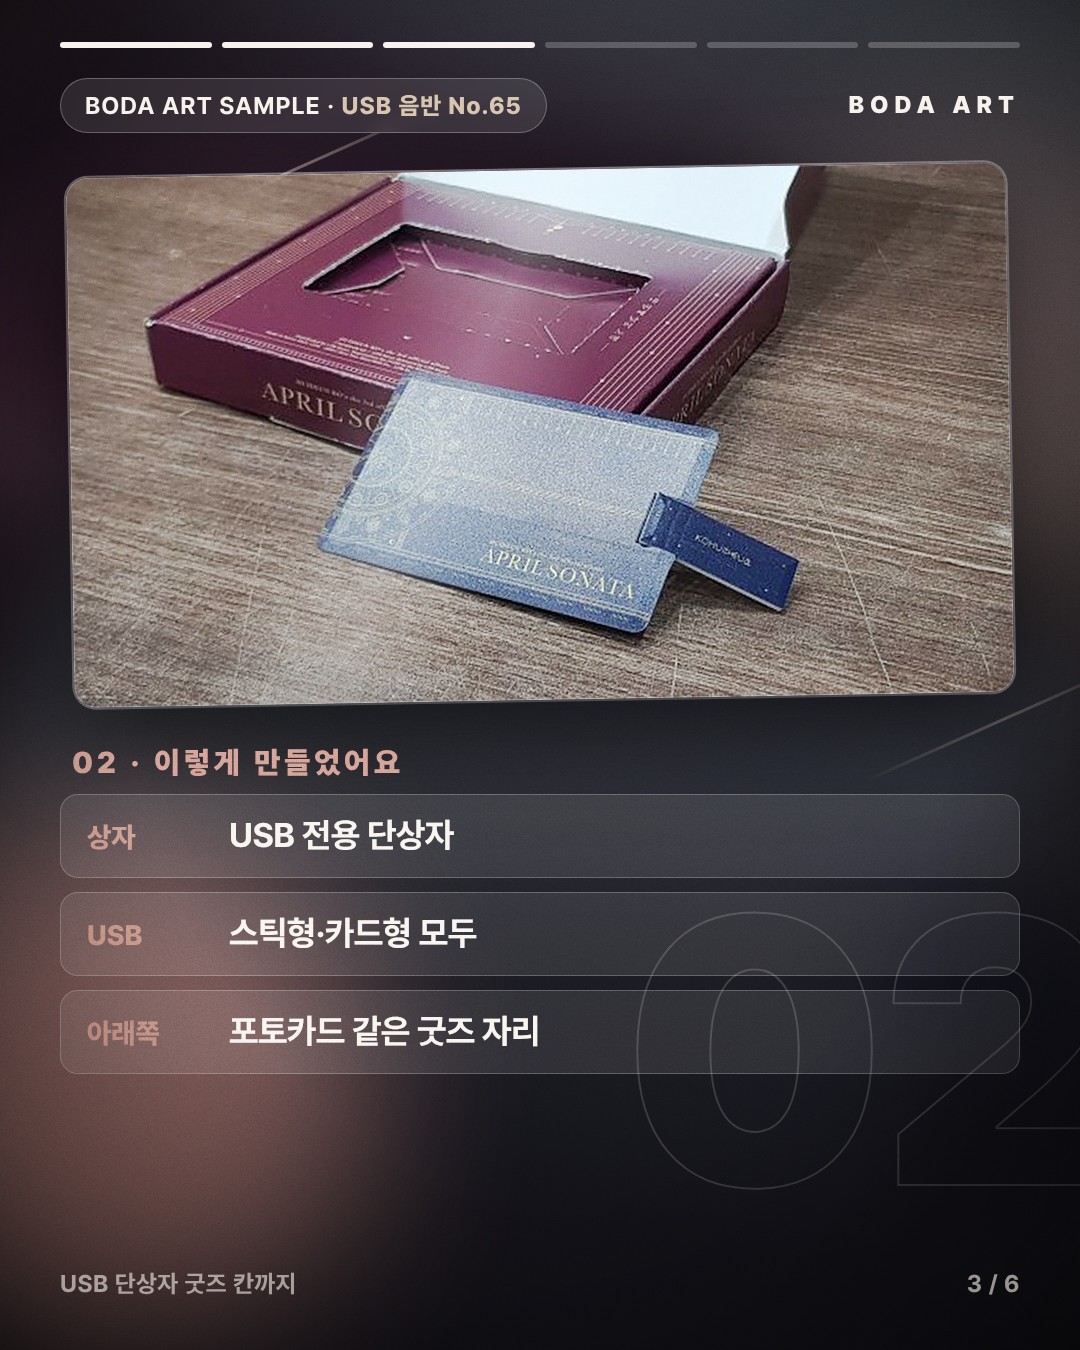 BODA ART SAMPLE · USB 음반 No.65
BODA ART
APRIL SO
APRIL SONATA
02 · 이렇게 만들었어요
상자 USB 전용 단상자
USB 스틱형·카드형 모두
아래쪽 포토카드 같은 굿즈 자리
02
USB 단상자 굿즈 칸까지
3 / 6